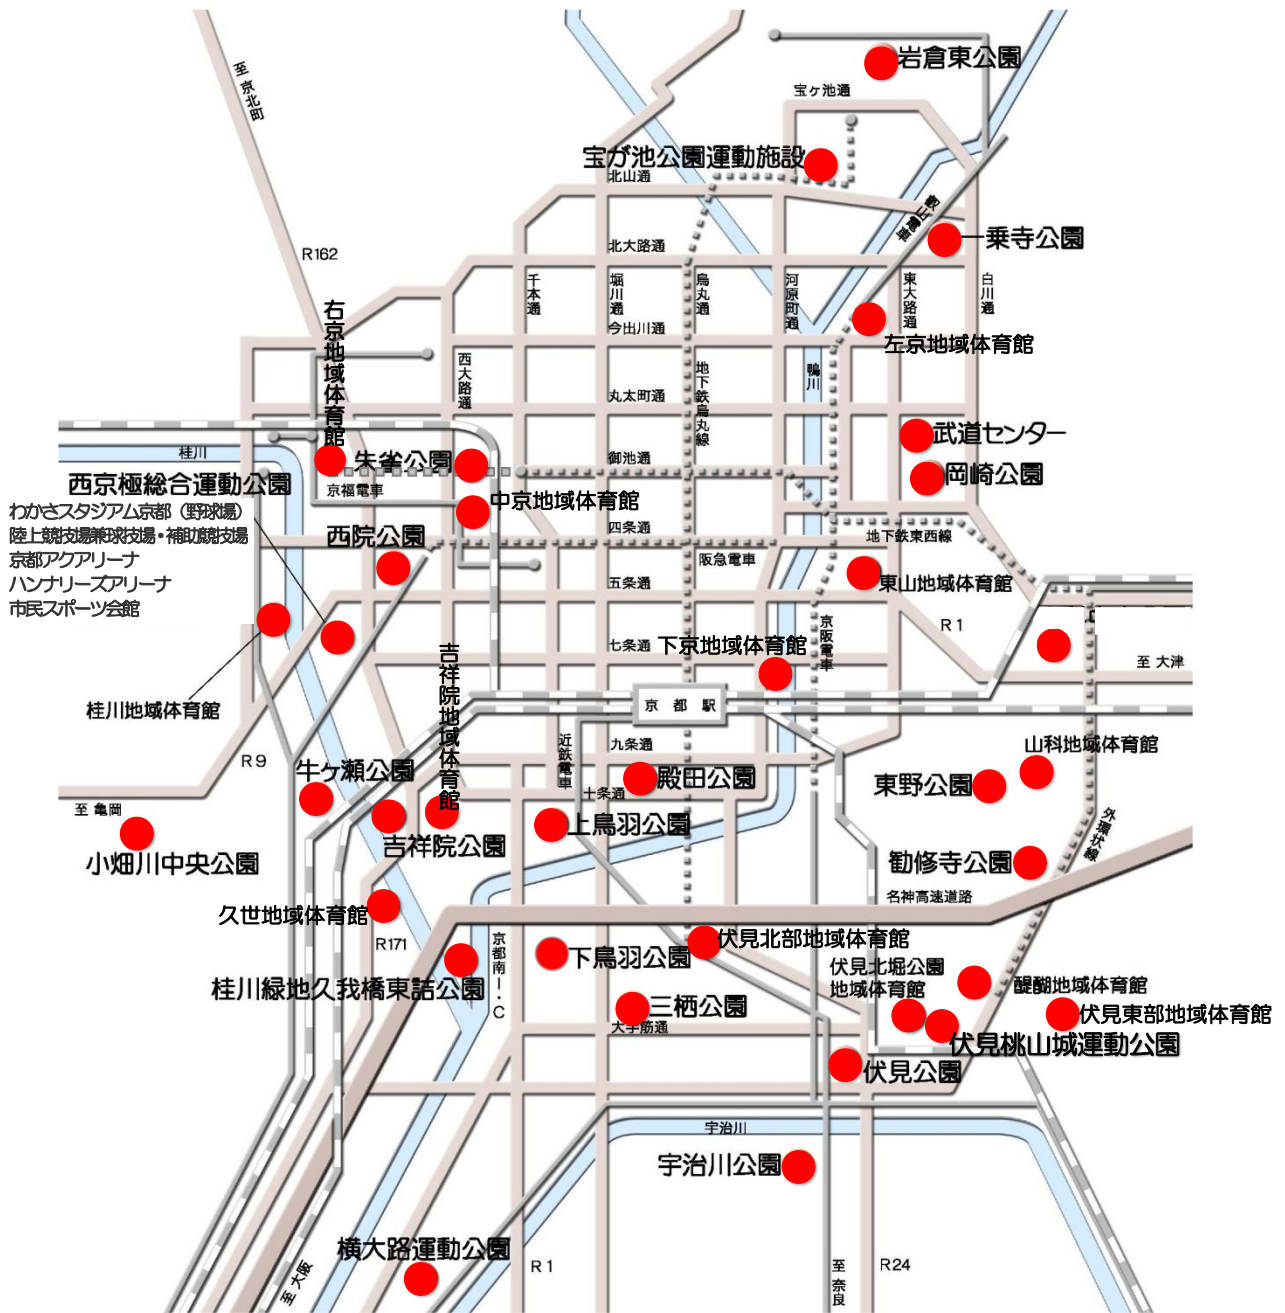 岩倉東公園
至 京北町
宝ヶ池通
宝が池公園運動施設
北山通
叡山電車
一乗寺公園
R162
北大路通
千本通
堀川通
烏丸通
河原町通
東大路通
白川通
右京地域体育館
今出川通
左京地域体育館
西大路通
地下鉄烏丸線
鴨川
丸太町通
武道センター
桂川
朱雀公園
御池通
岡崎公園
西京極総合運動公園
京福電車
中京地域体育館
わかさスタジアム京都（野球場）
陸上競技場兼球技場・補助競技場
京都アクアリーナ
ハンナリーズアリーナ
市民スポーツ会館
西院公園
四条通
阪急電車
地下鉄東西線
五条通
東山地域体育館
R1
京阪電車
七条通
下京地域体育館
至 大津
吉祥院地域体育館
桂川地域体育館
京都駅
近鉄電車
九条通
山科地域体育館
R9
牛ヶ瀬公園
殿田公園
東野公園
十条通
至 亀岡
外環状線
上鳥羽公園
吉祥院公園
小畑川中央公園
勧修寺公園
名神高速道路
久世地域体育館
R171
京都南I・C
伏見北部地域体育館
下鳥羽公園
伏見北堀公園
地域体育館
桂川緑地久我橋東詰公園
醍醐地域体育館
三栖公園
伏見東部地域体育館
大手筋通
伏見桃山城運動公園
伏見公園
宇治川
宇治川公園
横大路運動公園
至 大阪
R1
至 奈良
R24